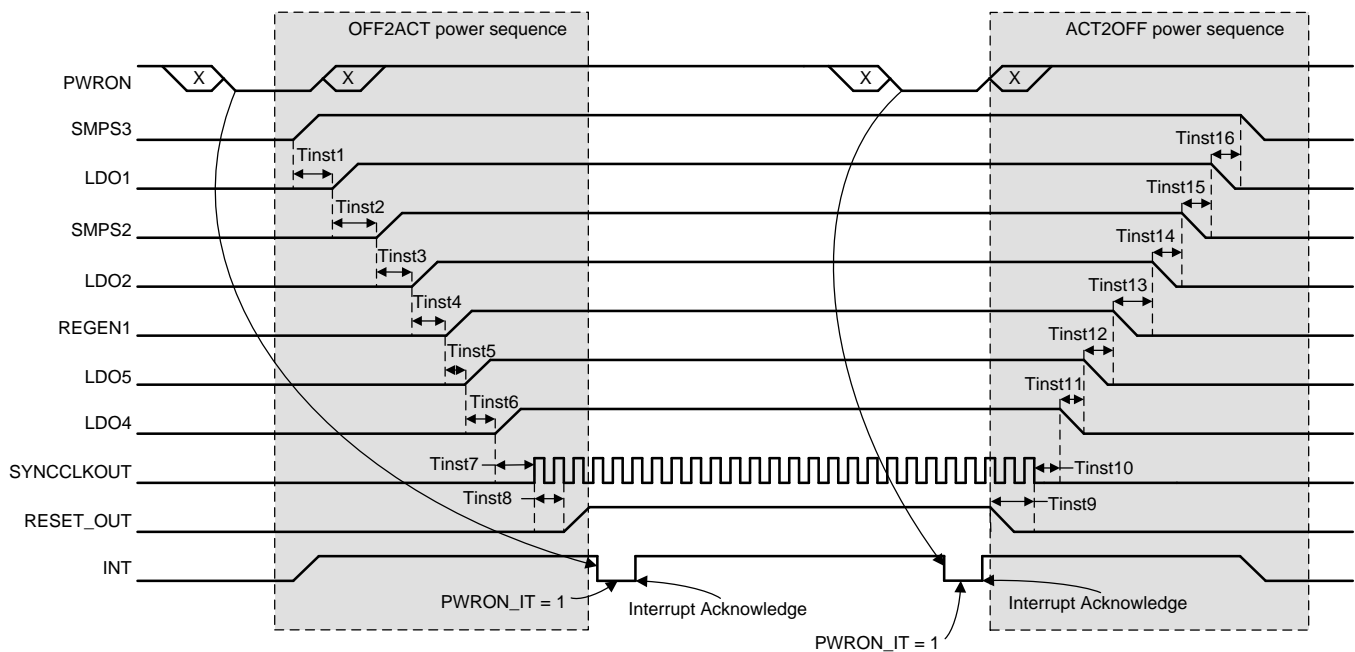 OFF2ACT power sequence
ACT2OFF power sequence
PWRON
X
X
X
X
SMPS3
Tinst1
Tinst16
LDO1
Tinst2
Tinst15
SMPS2
Tinst3
Tinst14
LDO2
Tinst4
Tinst13
REGEN1
Tinst5
Tinst12
LDO5
Tinst6
Tinst11
LDO4
Tinst7
Tinst10
SYNCCLKOUT
Tinst8
Tinst9
RESET_OUT
INT
PWRON_IT = 1
Interrupt Acknowledge
Interrupt Acknowledge
PWRON_IT = 1